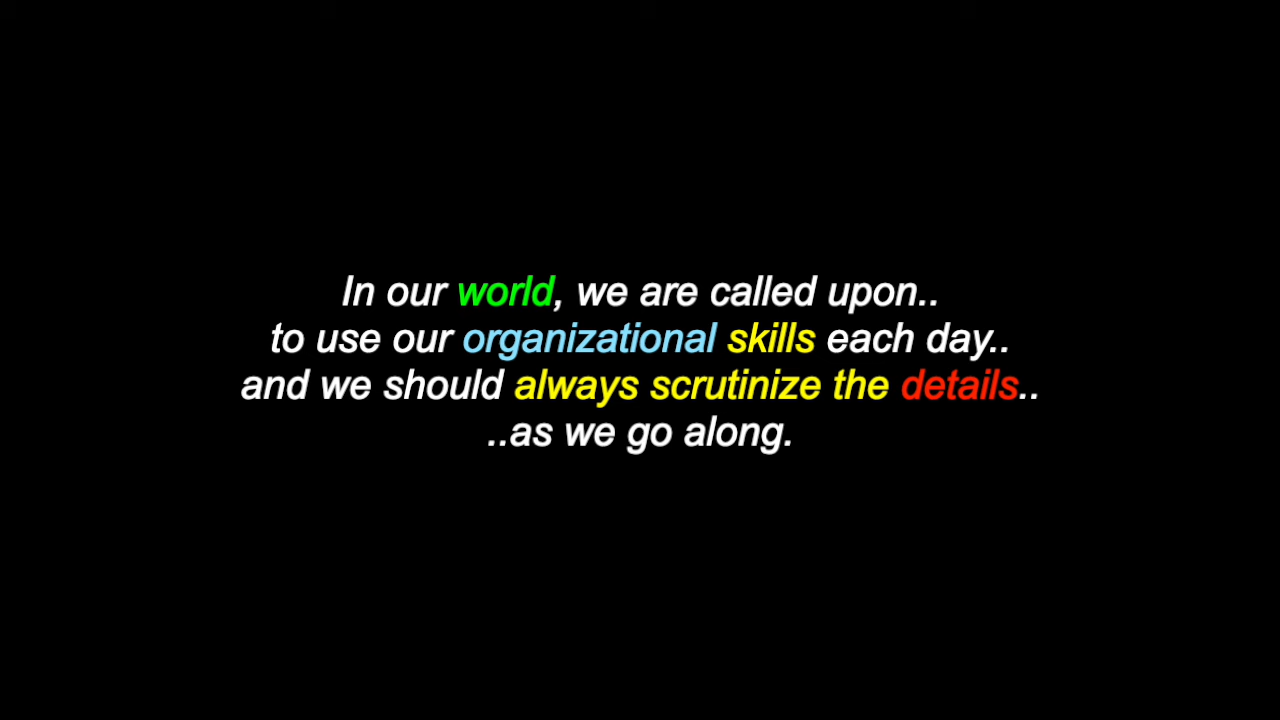 In our world, we are called upon..
to use our organizational skills each day..
and we should always scrutinize the details..
..as we go along.